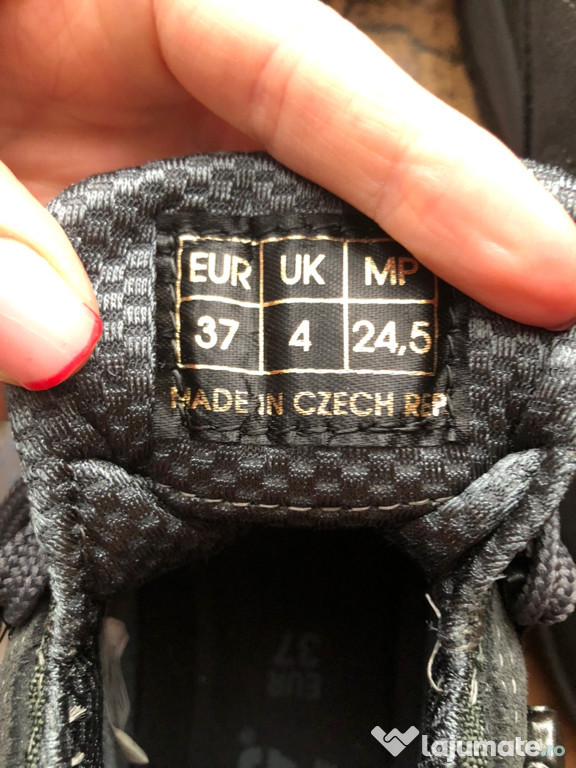 EUR UK MP
37 4 24,5
MADE IN CZECH REP
EUR
37
Lajumate.ro